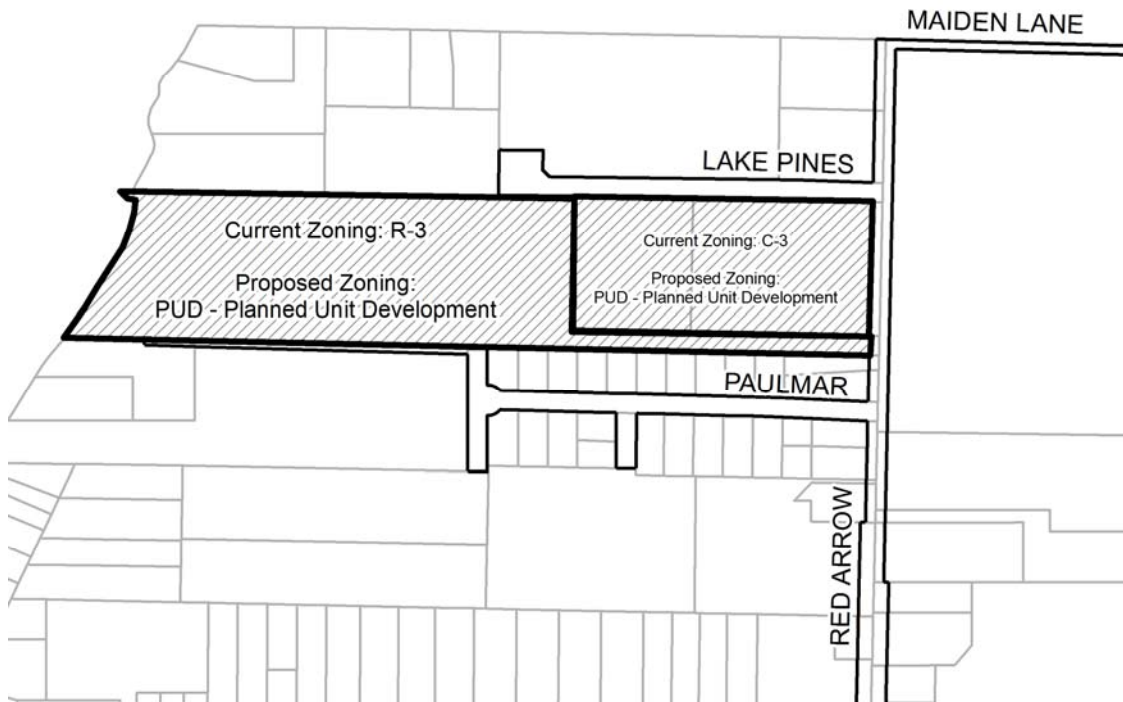 MAIDEN LANE
LAKE PINES
Current Zoning: R-3
Proposed Zoning:
PUD - Planned Unit Development
Current Zoning: C-3
Proposed Zoning:
PUD - Planned Unit Development
PAULMAR
RED ARROW